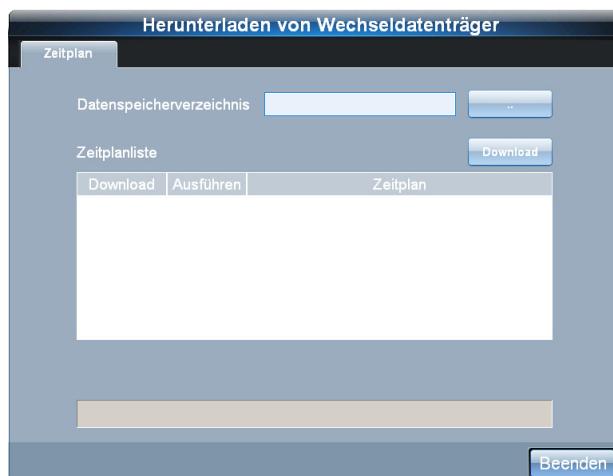 Herunterladen von Wechseldatenträger
Zeitplan
Datenspeicherverzeichnis
..
Zeitplanliste
Download
Download Ausführen Zeitplan
Beenden